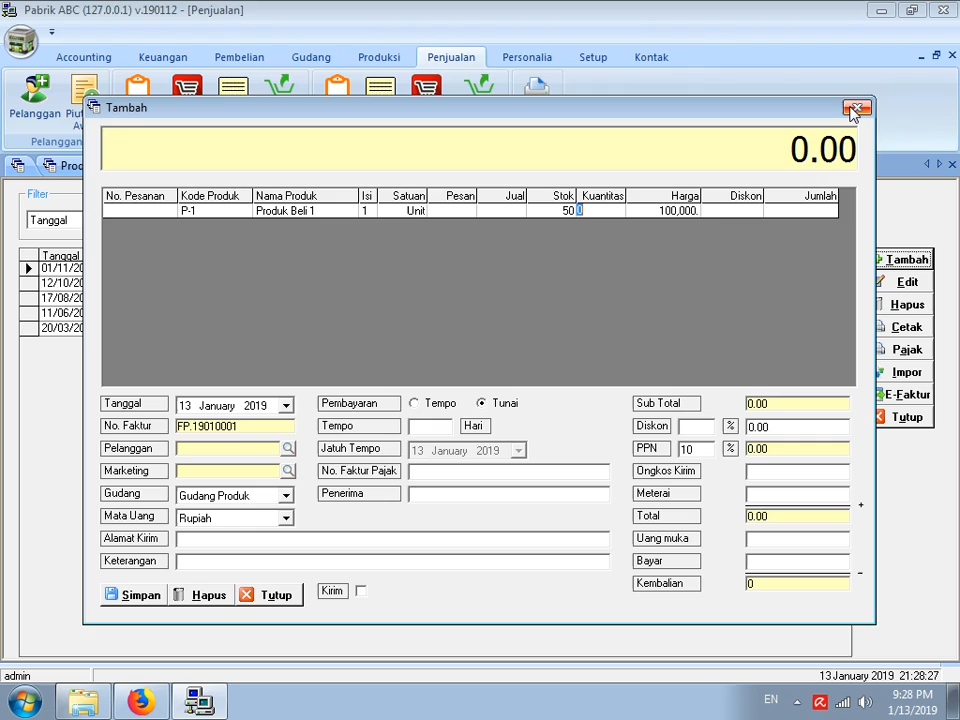 Pabrik ABC (127.0.0.1) v.190112 - [Penjualan]
Accounting Keuangan Pembelian Gudang Produksi Penjualan Personalia Setup Kontak
Pelanggan
Pelanggan
Tambah
0.00
Filter
Tanggal
No. Pesanan Kode Produk Nama Produk Isi Satuan Pesan Jual Stok Kuantitas Harga Diskon Jumlah
P-1 Produk Beli 1 1 Unit 50 0 100,000.
Tanggal
01/11/20
12/10/20
17/08/20
11/06/20
20/03/20
Tambah
Edit
Hapus
Cetak
Pajak
Impor
E-Faktur
Tutup
Tanggal 13 January 2019 Pembayaran Tempo Tunai Sub Total 0.00
No. Faktur FP.19010001 Tempo Hari Diskon % 0.00
Pelanggan Jatuh Tempo 13 January 2019 PPN 10 % 0.00
Marketing No. Faktur Pajak Ongkos Kirim
Gudang Gudang Produk Penerima Meterai
+
Mata Uang Rupiah Total 0.00
Alamat Kirim Uang muka
Keterangan Bayar
-
Simpan Hapus Tutup Kirim Kembalian 0
admin 13 January 2019 21:28:27
EN 9:28 PM
1/13/2019